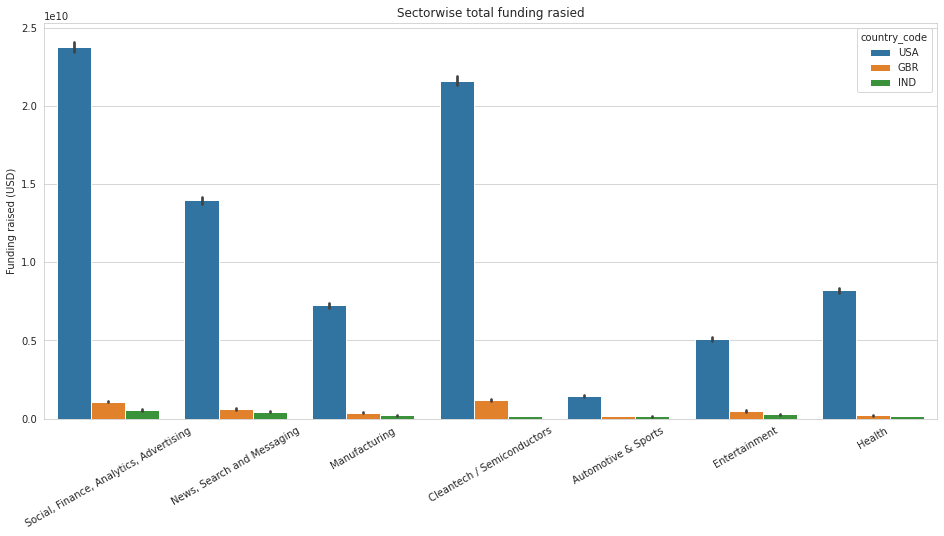 Sectorwise total funding rasied
1e10
2.5
2.0
1.5
1.0
0.5
0.0
Funding raised (USD)
country_code
USA
GBR
IND
Social, Finance, Analytics, Advertising
News, Search and Messaging
Manufacturing
Cleantech / Semiconductors
Automotive & Sports
Entertainment
Health